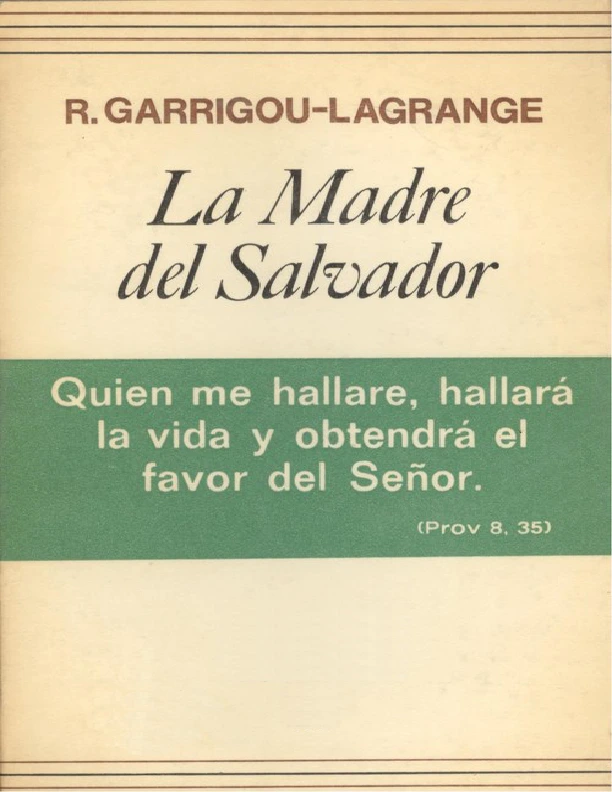 R. GARRIGOU-LAGRANGE
La Madre
del Salvador
Quien me hallare, hallará
la vida y obtendrá el
favor del Señor.
(Prov 8, 35)